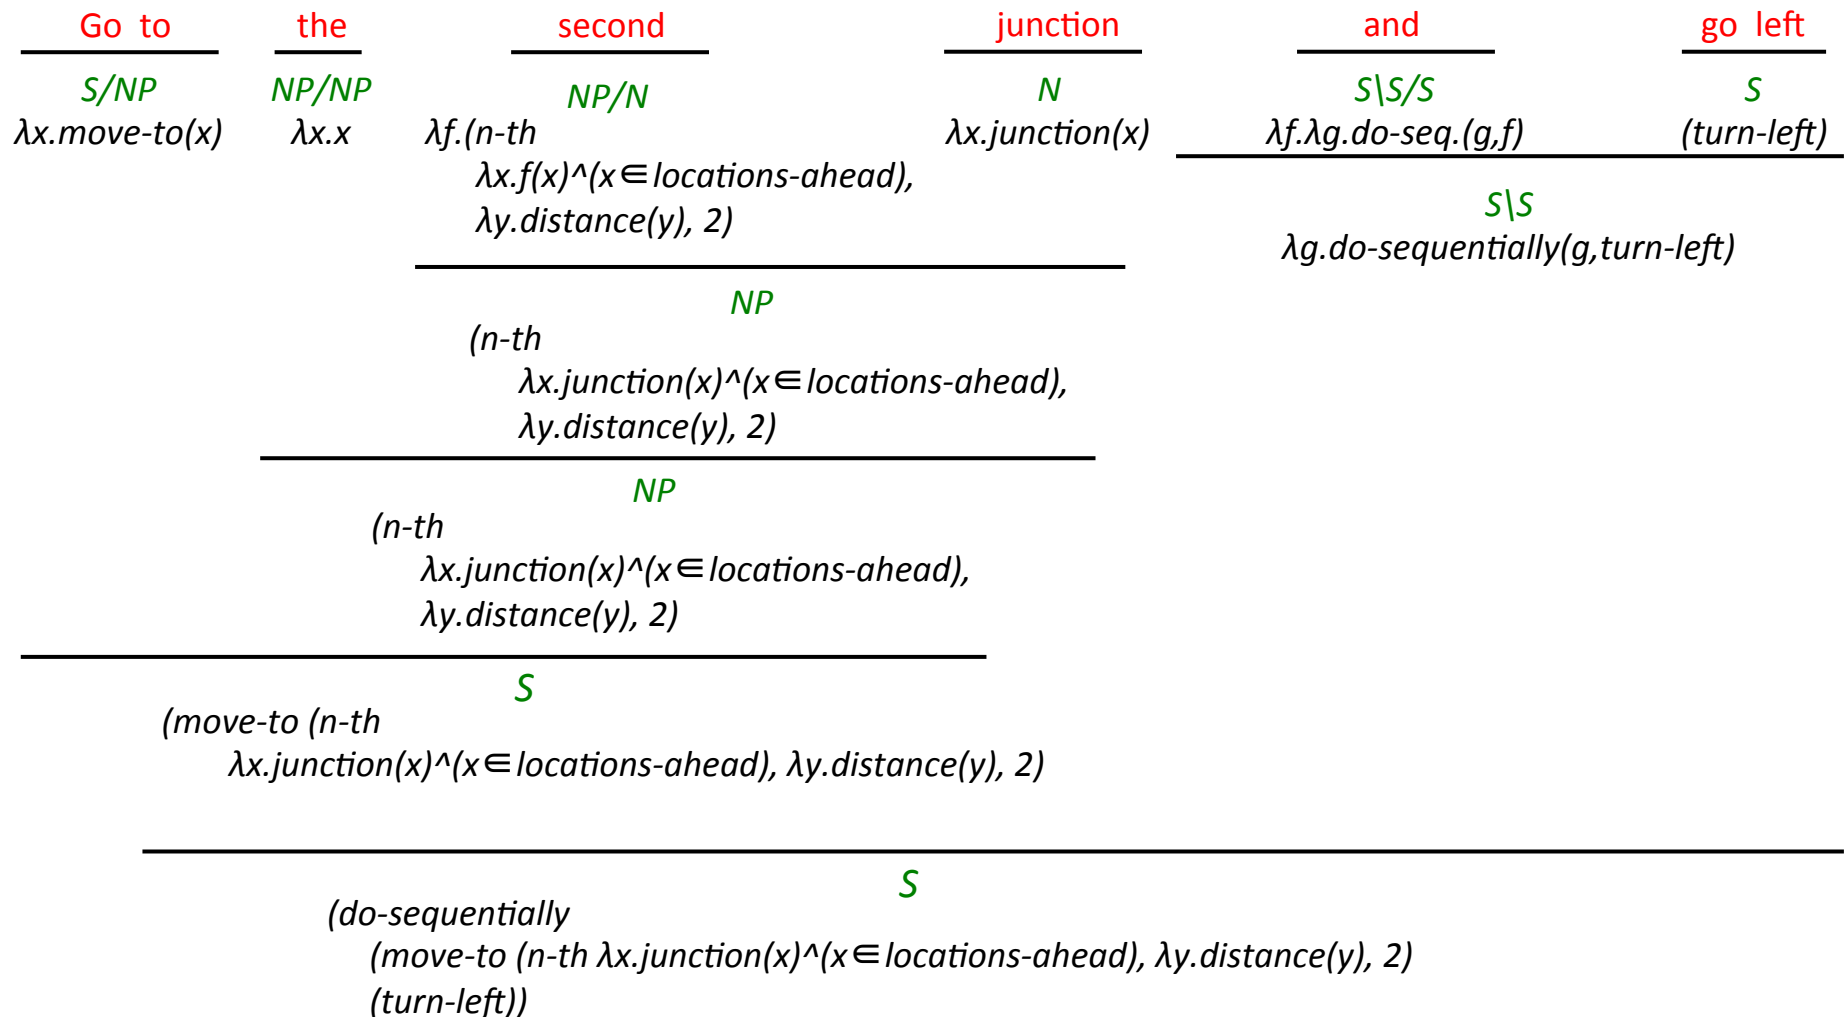 Go to the second junction and go left
S/NP NP/NP NP/N N S\S/S S
λx.move-to(x) λx.x λf.(n-th λx.junction(x) λf.λg.do-seq.(g,f) (turn-left)
λx.f(x)^(x∈locations-ahead),
λy.distance(y), 2)
S\S
λg.do-sequentially(g,turn-left)
NP
(n-th
λx.junction(x)^(x∈locations-ahead),
λy.distance(y), 2)
NP
(n-th
λx.junction(x)^(x∈locations-ahead),
λy.distance(y), 2)
S
(move-to (n-th
λx.junction(x)^(x∈locations-ahead), λy.distance(y), 2)
S
(do-sequentially
(move-to (n-th λx.junction(x)^(x∈locations-ahead), λy.distance(y), 2)
(turn-left))